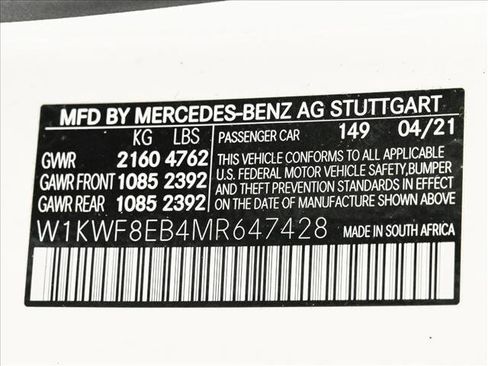 MFD BY MERCEDES-BENZ AG STUTTGART
KG LBS PASSENGER CAR 149 04/21
GWR 2160 4762
GAWR FRONT 1085 2392
GAWR REAR 1085 2392
THIS VEHICLE CONFORMS TO ALL APPLICABLE
U.S. FEDERAL MOTOR VEHICLE SAFETY,BUMPER
AND THEFT PREVENTION STANDARDS IN EFFECT
ON THE DATE OF MANUFACTURE SHOWN ABOVE.
W1KWF8EB4MR647428 MADE IN SOUTH AFRICA